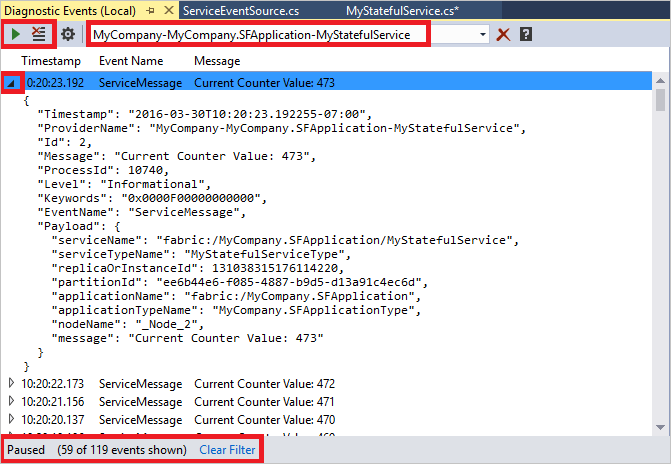 Diagnostic Events (Local) ServiceEventSource.cs MyStatefulService.cs*
MyCompany-MyCompany.SFApplication-MyStatefulService
Timestamp Event Name Message
10:20:23.192 ServiceMessage Current Counter Value: 473
{
"Timestamp": "2016-03-30T10:20:23.192255-07:00",
"ProviderName": "MyCompany-MyCompany.SFApplication-MyStatefulService",
"Id": 2,
"Message": "Current Counter Value: 473",
"ProcessId": 10740,
"Level": "Informational",
"Keywords": "0x0000F00000000000",
"EventName": "ServiceMessage",
"Payload": {
"serviceName": "fabric:/MyCompany.SFApplication/MyStatefulService",
"serviceTypeName": "MyStatefulServiceType",
"replicaOrInstanceId": 131038315176114220,
"partitionId": "ee6b44e6-f085-4887-b9d5-d13a91c4ec6d",
"applicationName": "fabric:/MyCompany.SFApplication",
"applicationTypeName": "MyCompany.SFApplicationType",
"nodeName": "_Node_2",
"message": "Current Counter Value: 473"
}
}
10:20:22.173 ServiceMessage Current Counter Value: 472
10:20:21.156 ServiceMessage Current Counter Value: 471
10:20:20.137 ServiceMessage Current Counter Value: 470
Paused (59 of 119 events shown) Clear Filter